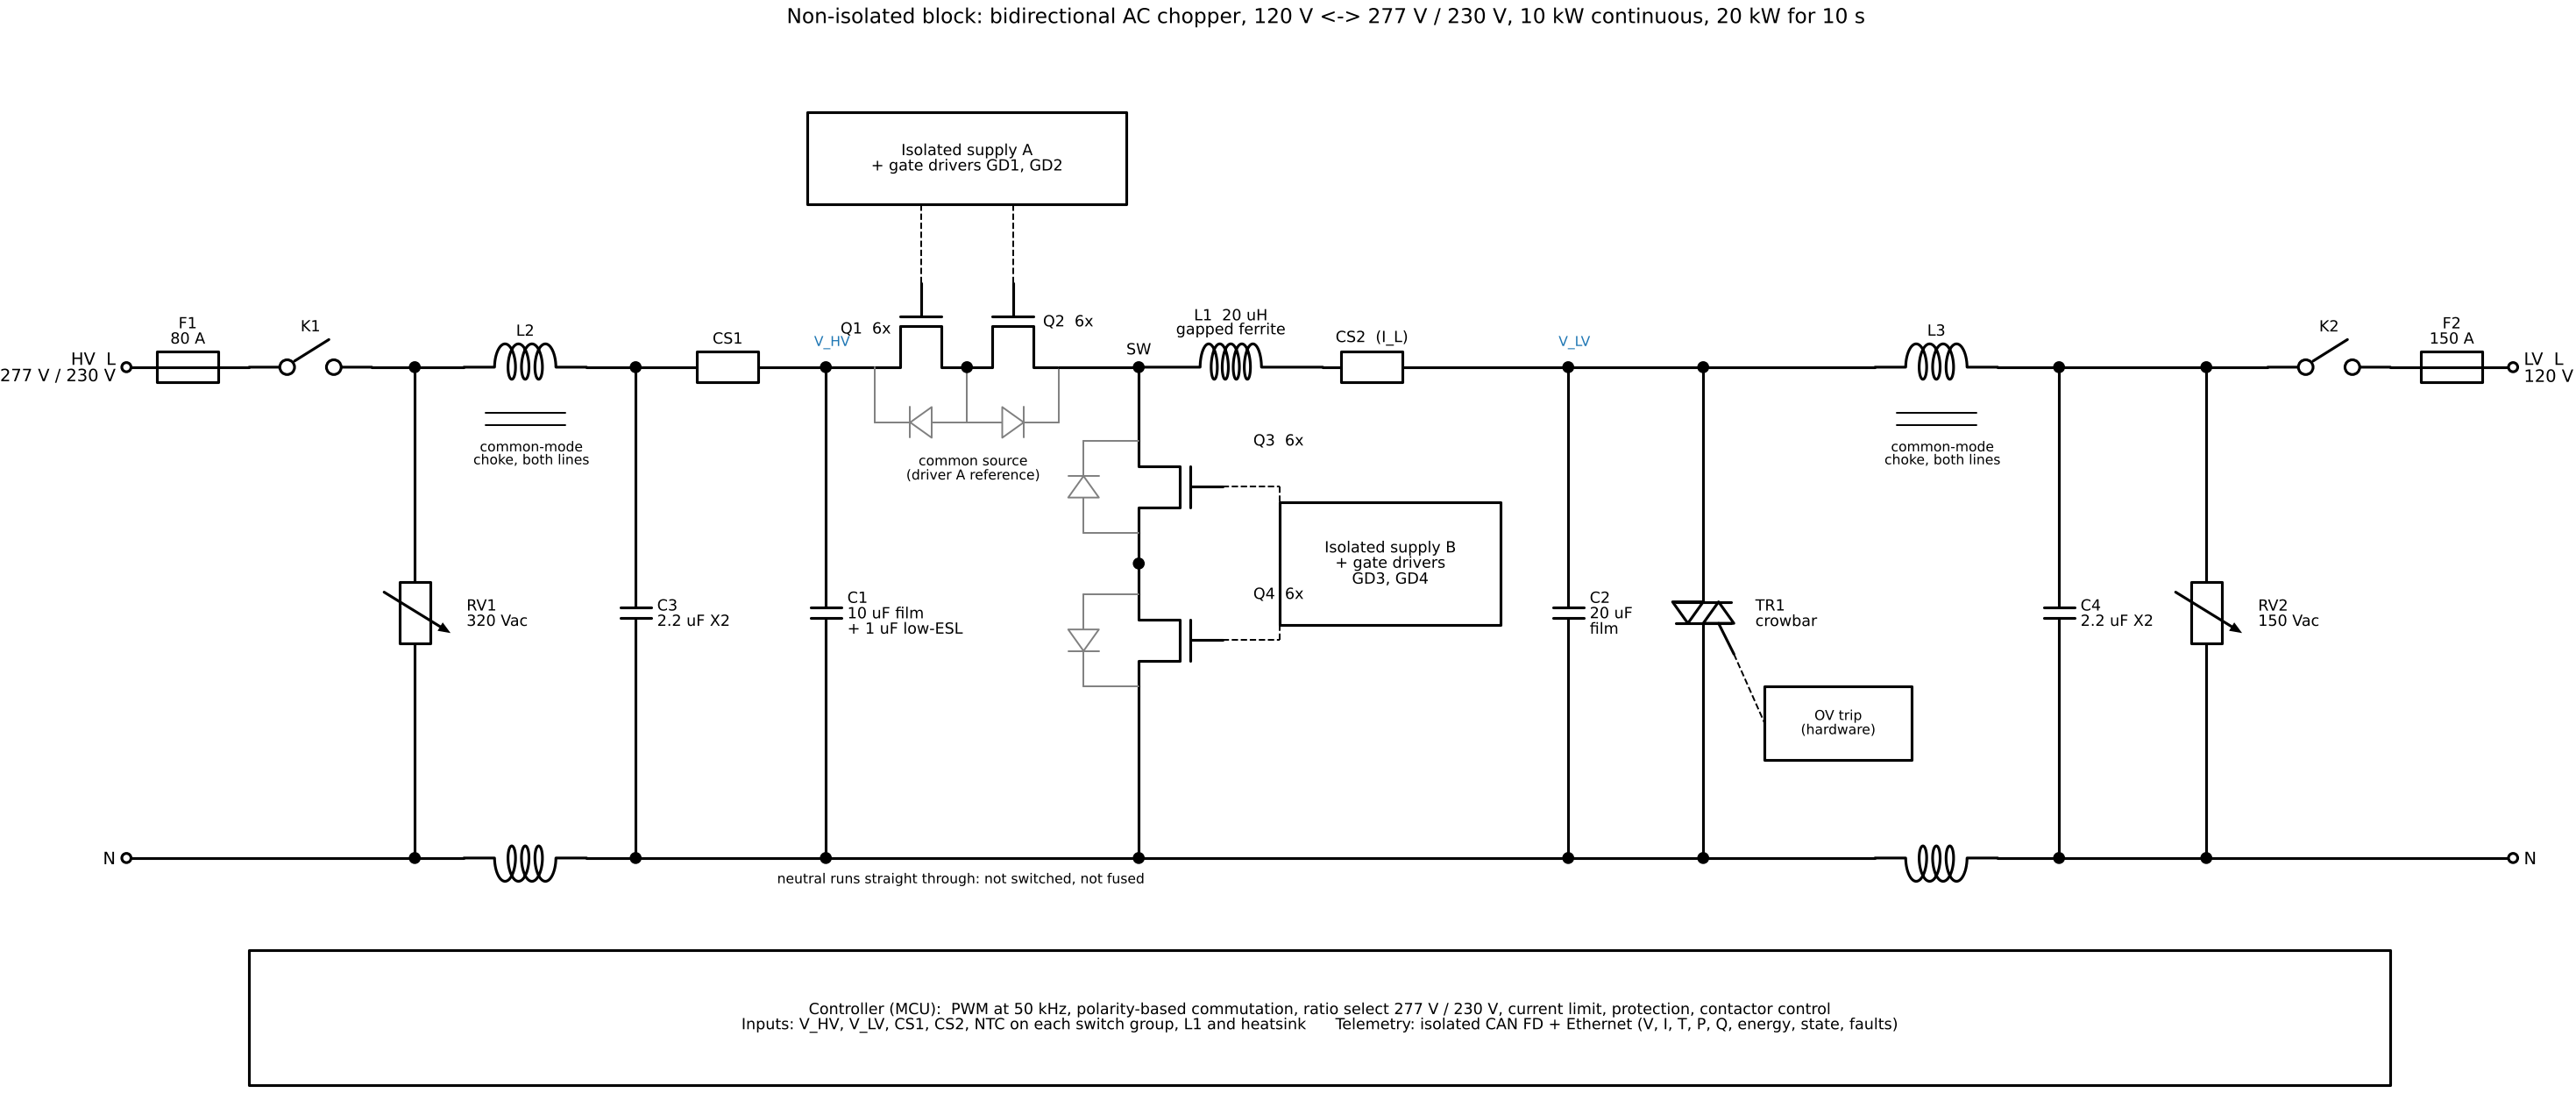 Non-isolated block: bidirectional AC chopper, 120 V <-> 277 V / 230 V, 10 kW continuous, 20 kW for 10 s
Isolated supply A
+ gate drivers GD1, GD2
HV  L
277 V / 230 V
F1
80 A
K1
L2
common-mode
choke, both lines
CS1
V_HV
Q1  6x
Q2  6x
common source
(driver A reference)
SW
L1  20 uH
gapped ferrite
CS2  (I_L)
V_LV
L3
common-mode
choke, both lines
K2
F2
150 A
LV  L
120 V
Q3  6x
Isolated supply B
+ gate drivers
GD3, GD4
Q4  6x
RV1
320 Vac
C3
2.2 uF X2
C1
10 uF film
+ 1 uF low-ESL
C2
20 uF
film
TR1
crowbar
OV trip
(hardware)
C4
2.2 uF X2
RV2
150 Vac
N
N
neutral runs straight through: not switched, not fused
Controller (MCU):  PWM at 50 kHz, polarity-based commutation, ratio select 277 V / 230 V, current limit, protection, contactor control
Inputs: V_HV, V_LV, CS1, CS2, NTC on each switch group, L1 and heatsink      Telemetry: isolated CAN FD + Ethernet (V, I, T, P, Q, energy, state, faults)